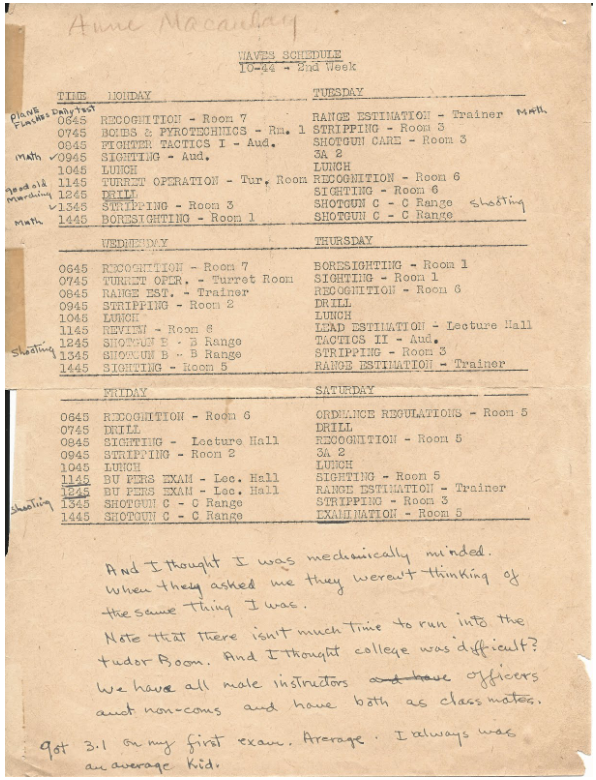 Anne Macaulay
WAVES SCHEDULE
10-44 - 2nd Week
TIME MONDAY TUESDAY
PLANE FLASHES Daily test
0645 RECOGNITION - Room 7 RANGE ESTIMATION - Trainer Math
0745 BOMBS & PYROTECHNICS - Rm. 1 STRIPPING - Room 3
0845 FIGHTER TACTICS I - Aud. SHOTGUN CARE - Room 3
Math ✓0945 SIGHTING - Aud. 3A 2
1045 LUNCH LUNCH
1145 TURRET OPERATION - Tur. Room RECOGNITION - Room 6
Good old Marching 1245 DRILL SIGHTING - Room 6
✓1345 STRIPPING - Room 3 SHOTGUN C - C Range Shooting
Math 1445 BORESIGHTING - Room 1 SHOTGUN C - C Range
WEDNESDAY THURSDAY
0645 RECOGNITION - Room 7 BORESIGHTING - Room 1
0745 TURRET OPER. - Turret Room SIGHTING - Room 1
0845 RANGE EST. - Trainer RECOGNITION - Room 6
0945 STRIPPING - Room 2 DRILL
1045 LUNCH LUNCH
1145 REVIEW - Room 6 LEAD ESTIMATION - Lecture Hall
1245 SHOTGUN B - B Range TACTICS II - Aud.
Shooting 1345 SHOTGUN B - B Range STRIPPING - Room 3
1445 SIGHTING - Room 5 RANGE ESTIMATION - Trainer
FRIDAY SATURDAY
0645 RECOGNITION - Room 6 ORDNANCE REGULATIONS - Room 5
0745 DRILL DRILL
0845 SIGHTING - Lecture Hall RECOGNITION - Room 5
0945 STRIPPING - Room 2 3A 2
1045 LUNCH LUNCH
1145 BU PERS EXAM - Lec. Hall SIGHTING - Room 5
1245 BU PERS EXAM - Lec. Hall RANGE ESTIMATION - Trainer
Shooting 1345 SHOTGUN C - C Range STRIPPING - Room 3
1445 SHOTGUN C - C Range EXAMINATION - Room 5
And I thought I was mechanically minded.
When they asked me they weren't thinking of
the same thing I was.
Note that there isn't much time to run into the
Tudor Room. And I thought college was difficult?
We have all male instructors and have officers
and non-coms and have both as classmates.
Got 3.1 on my first exam. Average. I always was
an average kid.